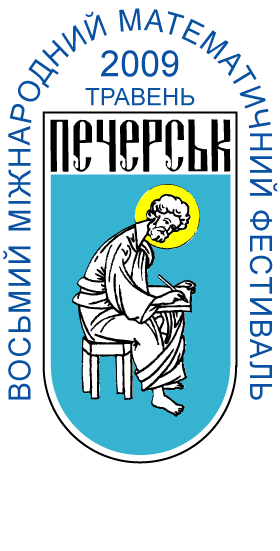 ВОСЬМИЙ МІЖНАРОДНИЙ МАТЕМАТИЧНИЙ ФЕСТИВАЛЬ
2009
ТРАВЕНЬ
ПЕЧЕРСЬК